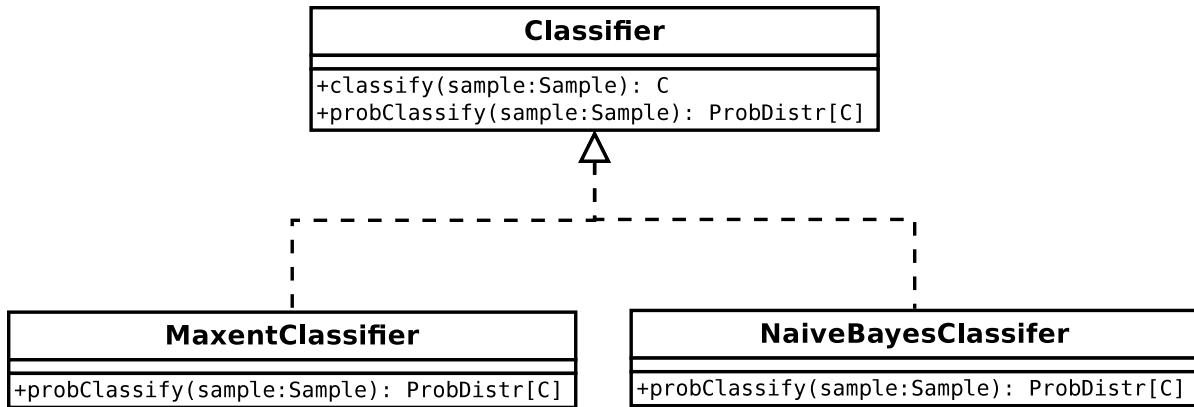 Classifier
+classify(sample:Sample): C
+probClassify(sample:Sample): ProbDistr[C]
MaxentClassifier
+probClassify(sample:Sample): ProbDistr[C]
NaiveBayesClassifer
+probClassify(sample:Sample): ProbDistr[C]